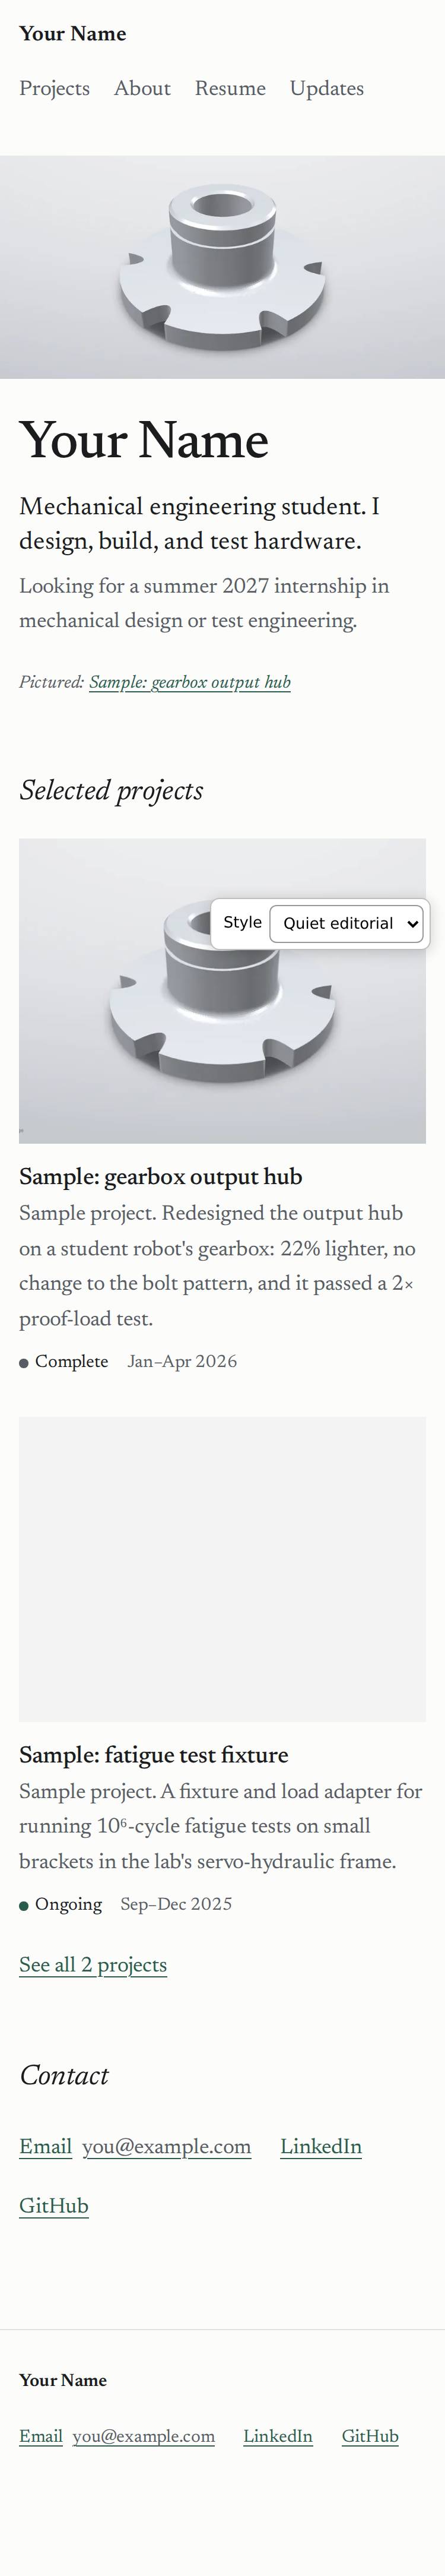 Your Name
Projects About Resume Updates
Your Name
Mechanical engineering student. I
design, build, and test hardware.
Looking for a summer 2027 internship in
mechanical design or test engineering.
Pictured: Sample: gearbox output hub
Selected projects
Style Quiet editorial
Sample: gearbox output hub
Sample project. Redesigned the output hub
on a student robot's gearbox: 22% lighter, no
change to the bolt pattern, and it passed a 2×
proof-load test.
Complete Jan–Apr 2026
Sample: fatigue test fixture
Sample project. A fixture and load adapter for
running 10⁶-cycle fatigue tests on small
brackets in the lab's servo-hydraulic frame.
Ongoing Sep–Dec 2025
See all 2 projects
Contact
Email you@example.com LinkedIn
GitHub
Your Name
Email you@example.com LinkedIn GitHub